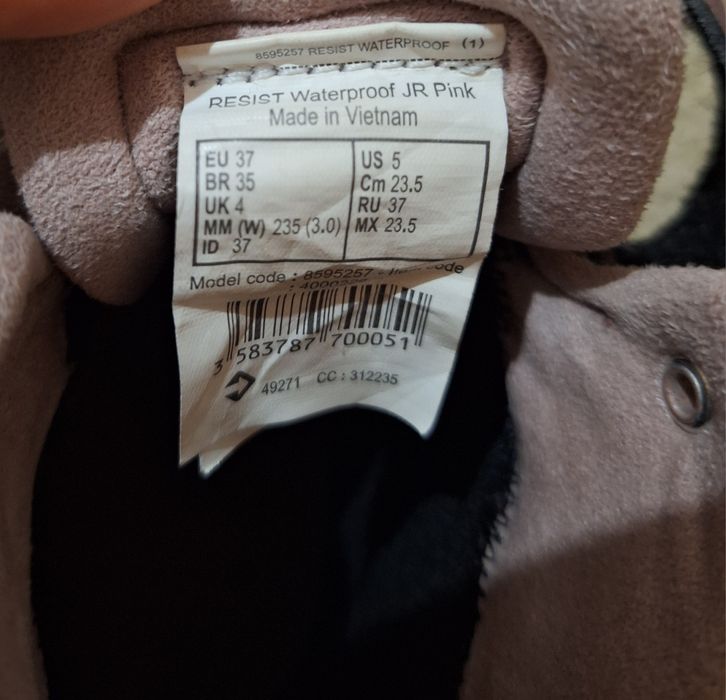 8595257 RESIST WATERPROOF (1)
RESIST Waterproof JR Pink
Made in Vietnam
EU 37
BR 35
UK 4
MM (W) 235 (3.0)
ID 37
US 5
Cm 23.5
RU 37
MX 23.5
Model code : 8595257 - Item code
3 583787 700051
49271 CC : 312235